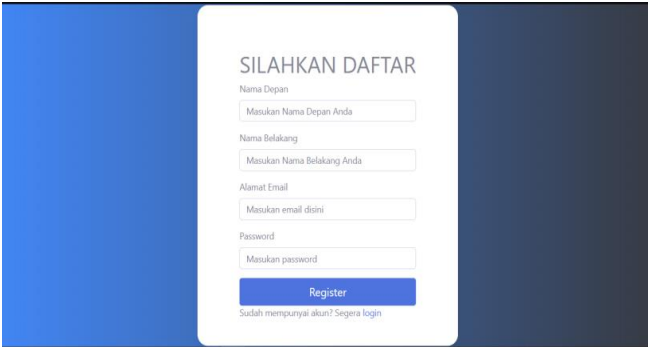 SILAHKAN DAFTAR
Nama Depan
Masukan Nama Depan Anda
Nama Belakang
Masukan Nama Belakang Anda
Alamat Email
Masukan email disini
Password
Masukan password
Register
Sudah mempunyai akun? Segera login